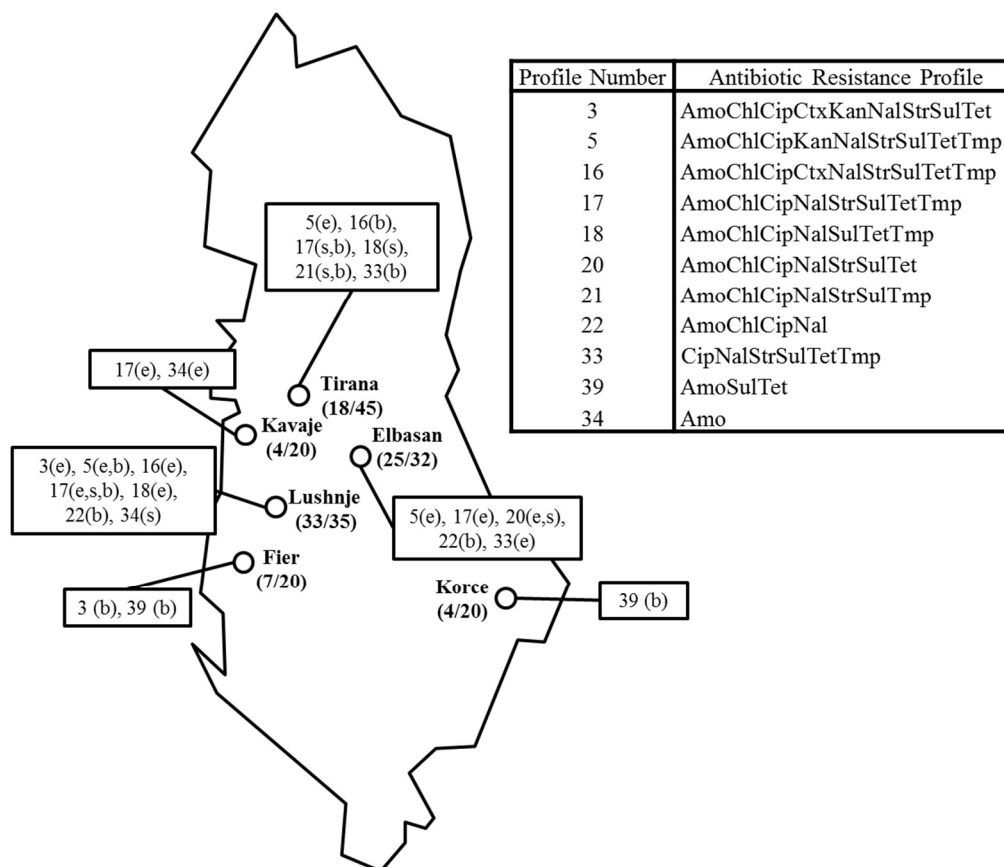 Profile Number Antibiotic Resistance Profile
3 AmoChlCipCtxKanNalStrSulTet
5 AmoChlCipKanNalStrSulTetTmp
16 AmoChlCipCtxNalStrSulTetTmp
17 AmoChlCipNalStrSulTetTmp
18 AmoChlCipNalSulTetTmp
20 AmoChlCipNalStrSulTet
21 AmoChlCipNalStrSulTmp
22 AmoChlCipNal
33 CipNalStrSulTetTmp
39 AmoSulTet
34 Amo
5(e), 16(b),
17(s,b), 18(s),
21(s,b), 33(b)
17(e), 34(e)
Tirana
(18/45)
Kavaje
(4/20)
Elbasan
(25/32)
3(e), 5(e,b), 16(e),
17(e,s,b), 18(e),
22(b), 34(s)
Lushnje
(33/35)
5(e), 17(e), 20(e,s),
22(b), 33(e)
Fier
(7/20)
3 (b), 39 (b)
Korce
(4/20)
39 (b)